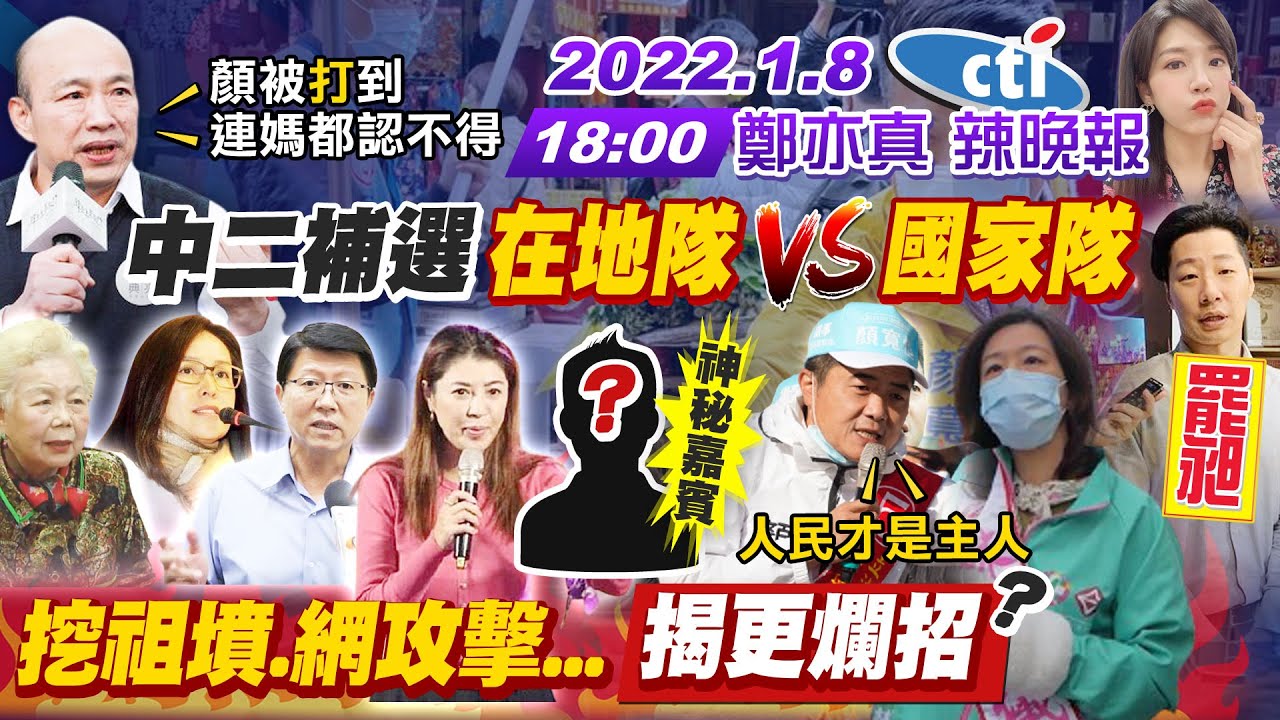 顏被打到
連媽都認不得
2022.1.8
cti
18:00 鄭亦真 辣晚報
中二補選 在地隊 VS 國家隊
?
神秘嘉賓
顏寬
罷昶
人民才是主人
挖祖墳.網攻擊... 揭更爛招?